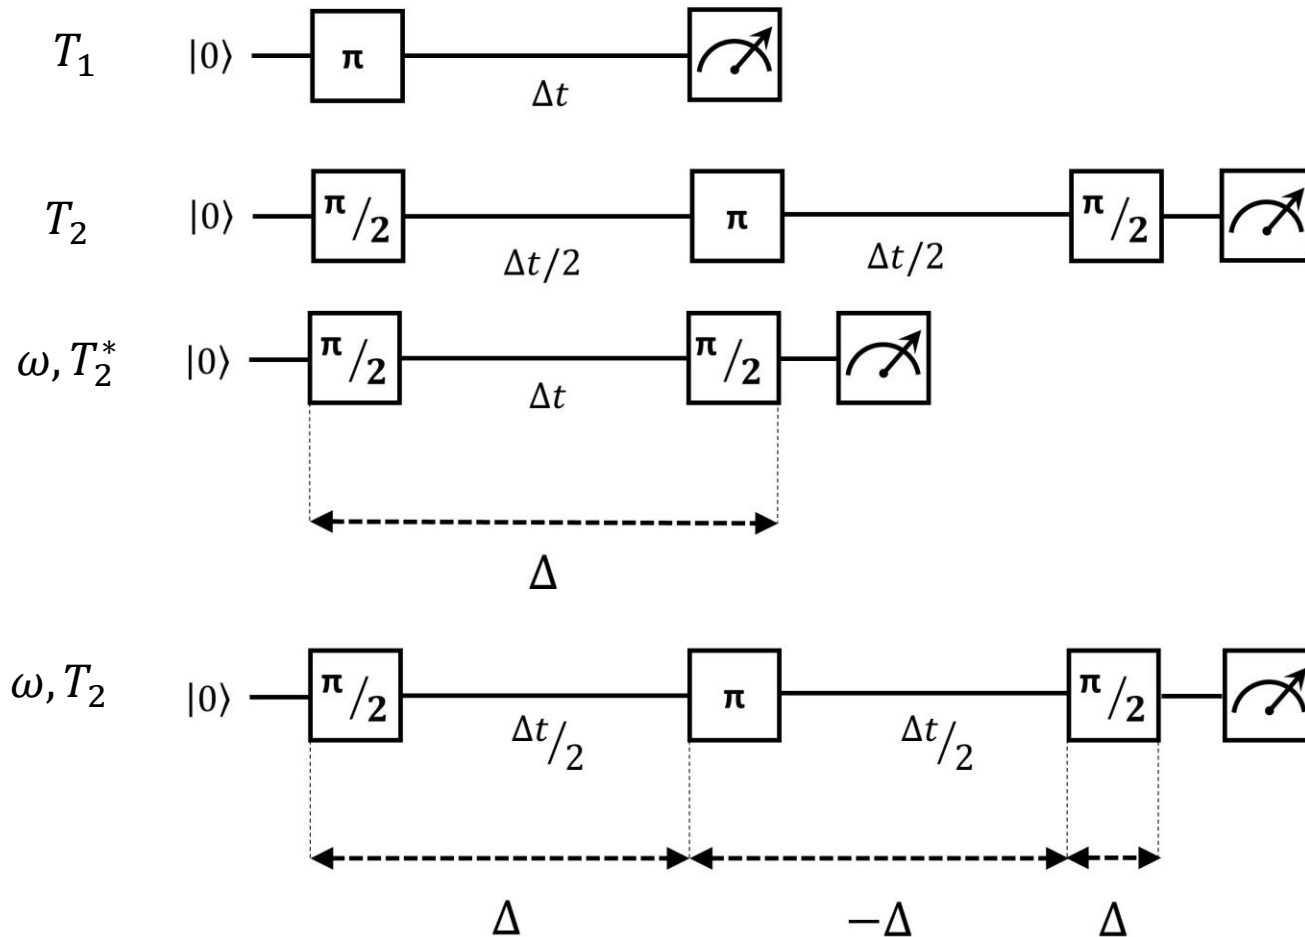 T₁ |0⟩ π Δt
T₂ |0⟩ π/2 Δt/2 π Δt/2 π/2
ω, T₂* |0⟩ π/2 Δt π/2
Δ
ω, T₂ |0⟩ π/2 Δt/2 π Δt/2 π/2
Δ −Δ Δ